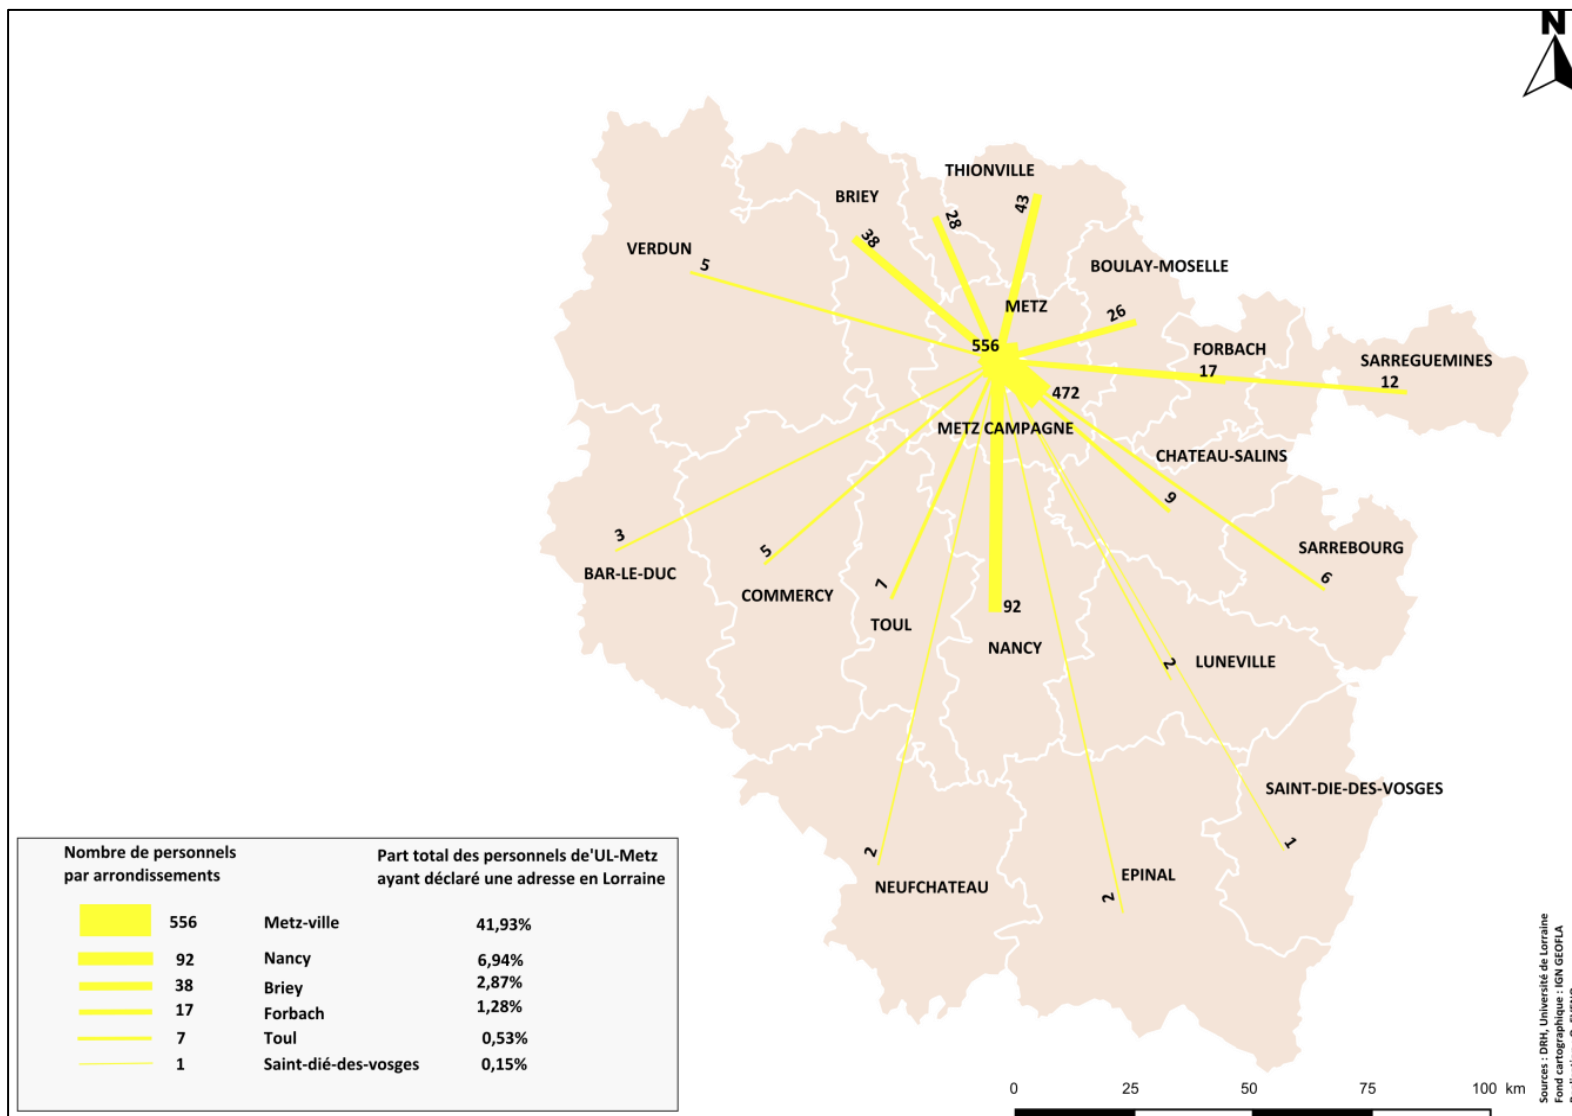 N
THIONVILLE
BRIEY
43
28
38
VERDUN
5
BOULAY-MOSELLE
METZ
26
556
FORBACH
17
SARREGUEMINES
12
472
METZ CAMPAGNE
CHATEAU-SALINS
9
3
5
SARREBOURG
6
BAR-LE-DUC
COMMERCY
7
92
TOUL
NANCY
2
LUNEVILLE
SAINT-DIE-DES-VOSGES
1
2
NEUFCHATEAU
EPINAL
2
Nombre de personnels
par arrondissements
Part total des personnels de'UL-Metz
ayant déclaré une adresse en Lorraine
556 Metz-ville 41,93%
92 Nancy 6,94%
38 Briey 2,87%
17 Forbach 1,28%
7 Toul 0,53%
1 Saint-dié-des-vosges 0,15%
0 25 50 75 100 km
Sources : DRH, Université de Lorraine
Fond cartographique : IGN GEOFLA